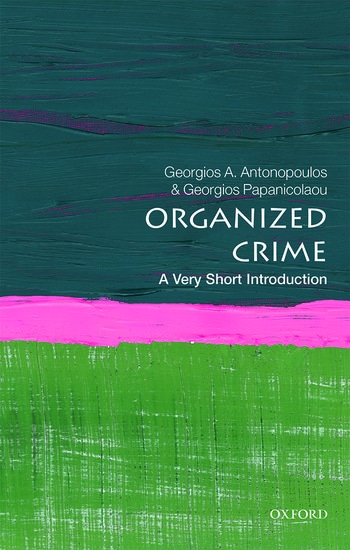 Georgios A. Antonopoulos
& Georgios Papanicolaou
ORGANIZED
CRIME
A Very Short Introduction
OXFORD